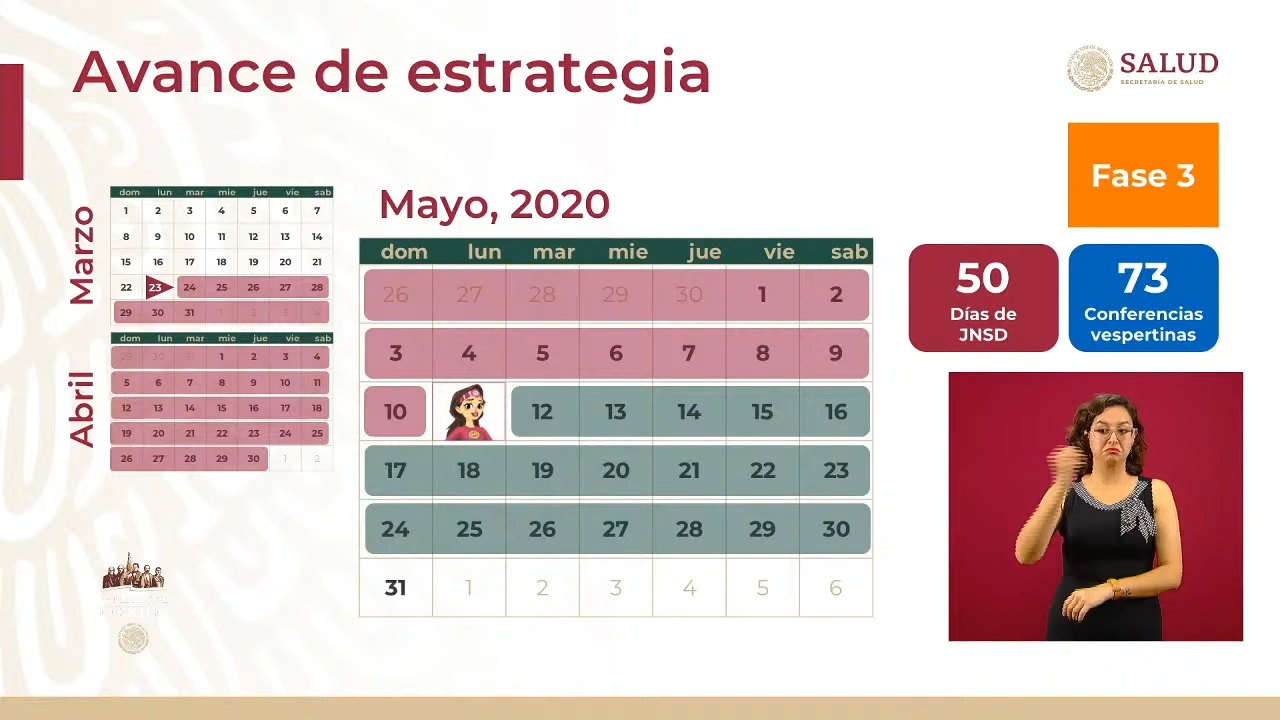 Avance de estrategia
SALUD
SECRETARÍA DE SALUD
Fase 3
Marzo
dom lun mar mie jue vie sab
1 2 3 4 5 6 7
8 9 10 11 12 13 14
15 16 17 18 19 20 21
22 23 24 25 26 27 28
29 30 31 1 2 3 4
Abril
dom lun mar mie jue vie sab
29 30 31 1 2 3 4
5 6 7 8 9 10 11
12 13 14 15 16 17 18
19 20 21 22 23 24 25
26 27 28 29 30 1 2
Mayo, 2020
dom lun mar mie jue vie sab
26 27 28 29 30 1 2
3 4 5 6 7 8 9
10 12 13 14 15 16
17 18 19 20 21 22 23
24 25 26 27 28 29 30
31 1 2 3 4 5 6
50
Días de
JNSD
73
Conferencias
vespertinas